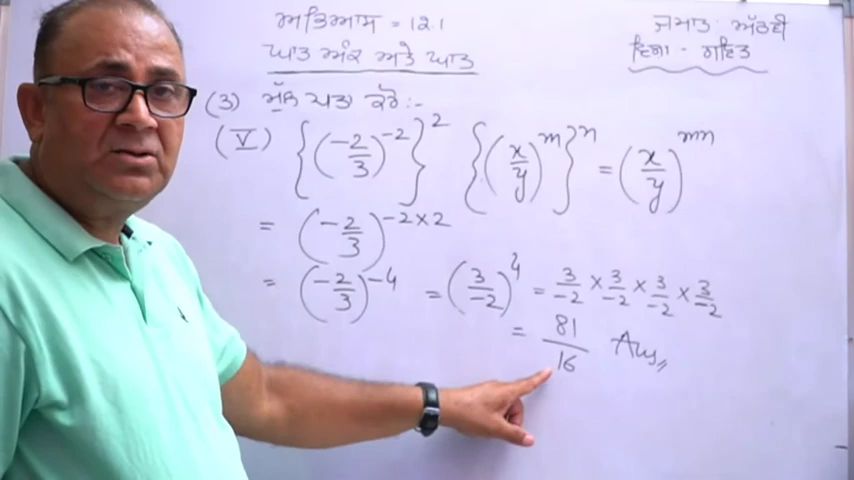 ਅਭਿਆਸ = 12.1
ਜਮਾਤ- ਅੱਠਵੀਂ
ਘਾਤ ਅੰਕ ਅਤੇ ਘਾਤ
ਵਿਸ਼ਾ - ਗਣਿਤ
(3) ਮੁੱਲ ਪਤਾ ਕਰੋ :-
(V) {(-2/3)^-2}^2 {(x/y)^m}^n = (x/y)^mn
= (-2/3)^-2×2
= (-2/3)^-4 = (3/-2)^4 = 3/-2 × 3/-2 × 3/-2 × 3/-2
= 81/16 Ans,,